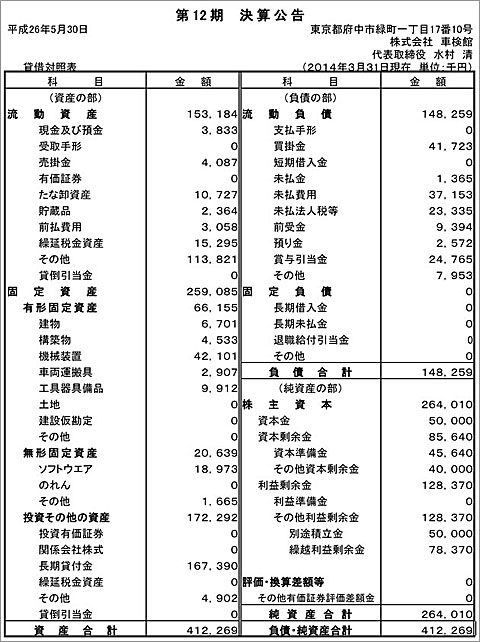 第12期 決算公告
平成26年5月30日
東京都府中市緑町一丁目17番10号
株式会社 車検館
代表取締役 水村 清
貸借対照表
(2014年3月31日現在 単位:千円)
科 目 金 額 科 目 金 額
(資産の部) (負債の部)
流動資産 153,184 流動負債 148,259
現金及び預金 3,833 支払手形 0
受取手形 0 買掛金 41,723
売掛金 4,087 短期借入金 0
有価証券 0 未払金 1,365
たな卸資産 10,727 未払費用 37,153
貯蔵品 2,364 未払法人税等 23,335
前払費用 3,058 前受金 9,394
繰延税金資産 15,295 預り金 2,572
その他 113,821 賞与引当金 24,765
貸倒引当金 0 その他 7,953
固定資産 259,085 固定負債 0
有形固定資産 66,155 長期借入金 0
建物 6,701 長期未払金 0
構築物 4,533 退職給付引当金 0
機械装置 42,101 その他 0
車両運搬具 2,907 負債合計 148,259
工具器具備品 9,912 (純資産の部)
土地 0 株主資本 264,010
建設仮勘定 0 資本金 50,000
その他 0 資本剰余金 85,640
無形固定資産 20,639 資本準備金 45,640
ソフトウエア 18,973 その他資本剰余金 40,000
のれん 0 利益剰余金 128,370
その他 1,665 利益準備金 0
投資その他の資産 172,292 その他利益剰余金 128,370
投資有価証券 0 別途積立金 50,000
関係会社株式 0 繰越利益剰余金 78,370
長期貸付金 167,390
繰延税金資産 0 評価・換算差額等 0
その他 4,902 その他有価証券評価差額金 0
貸倒引当金 0 純資産合計 264,010
資産合計 412,269 負債・純資産合計 412,269